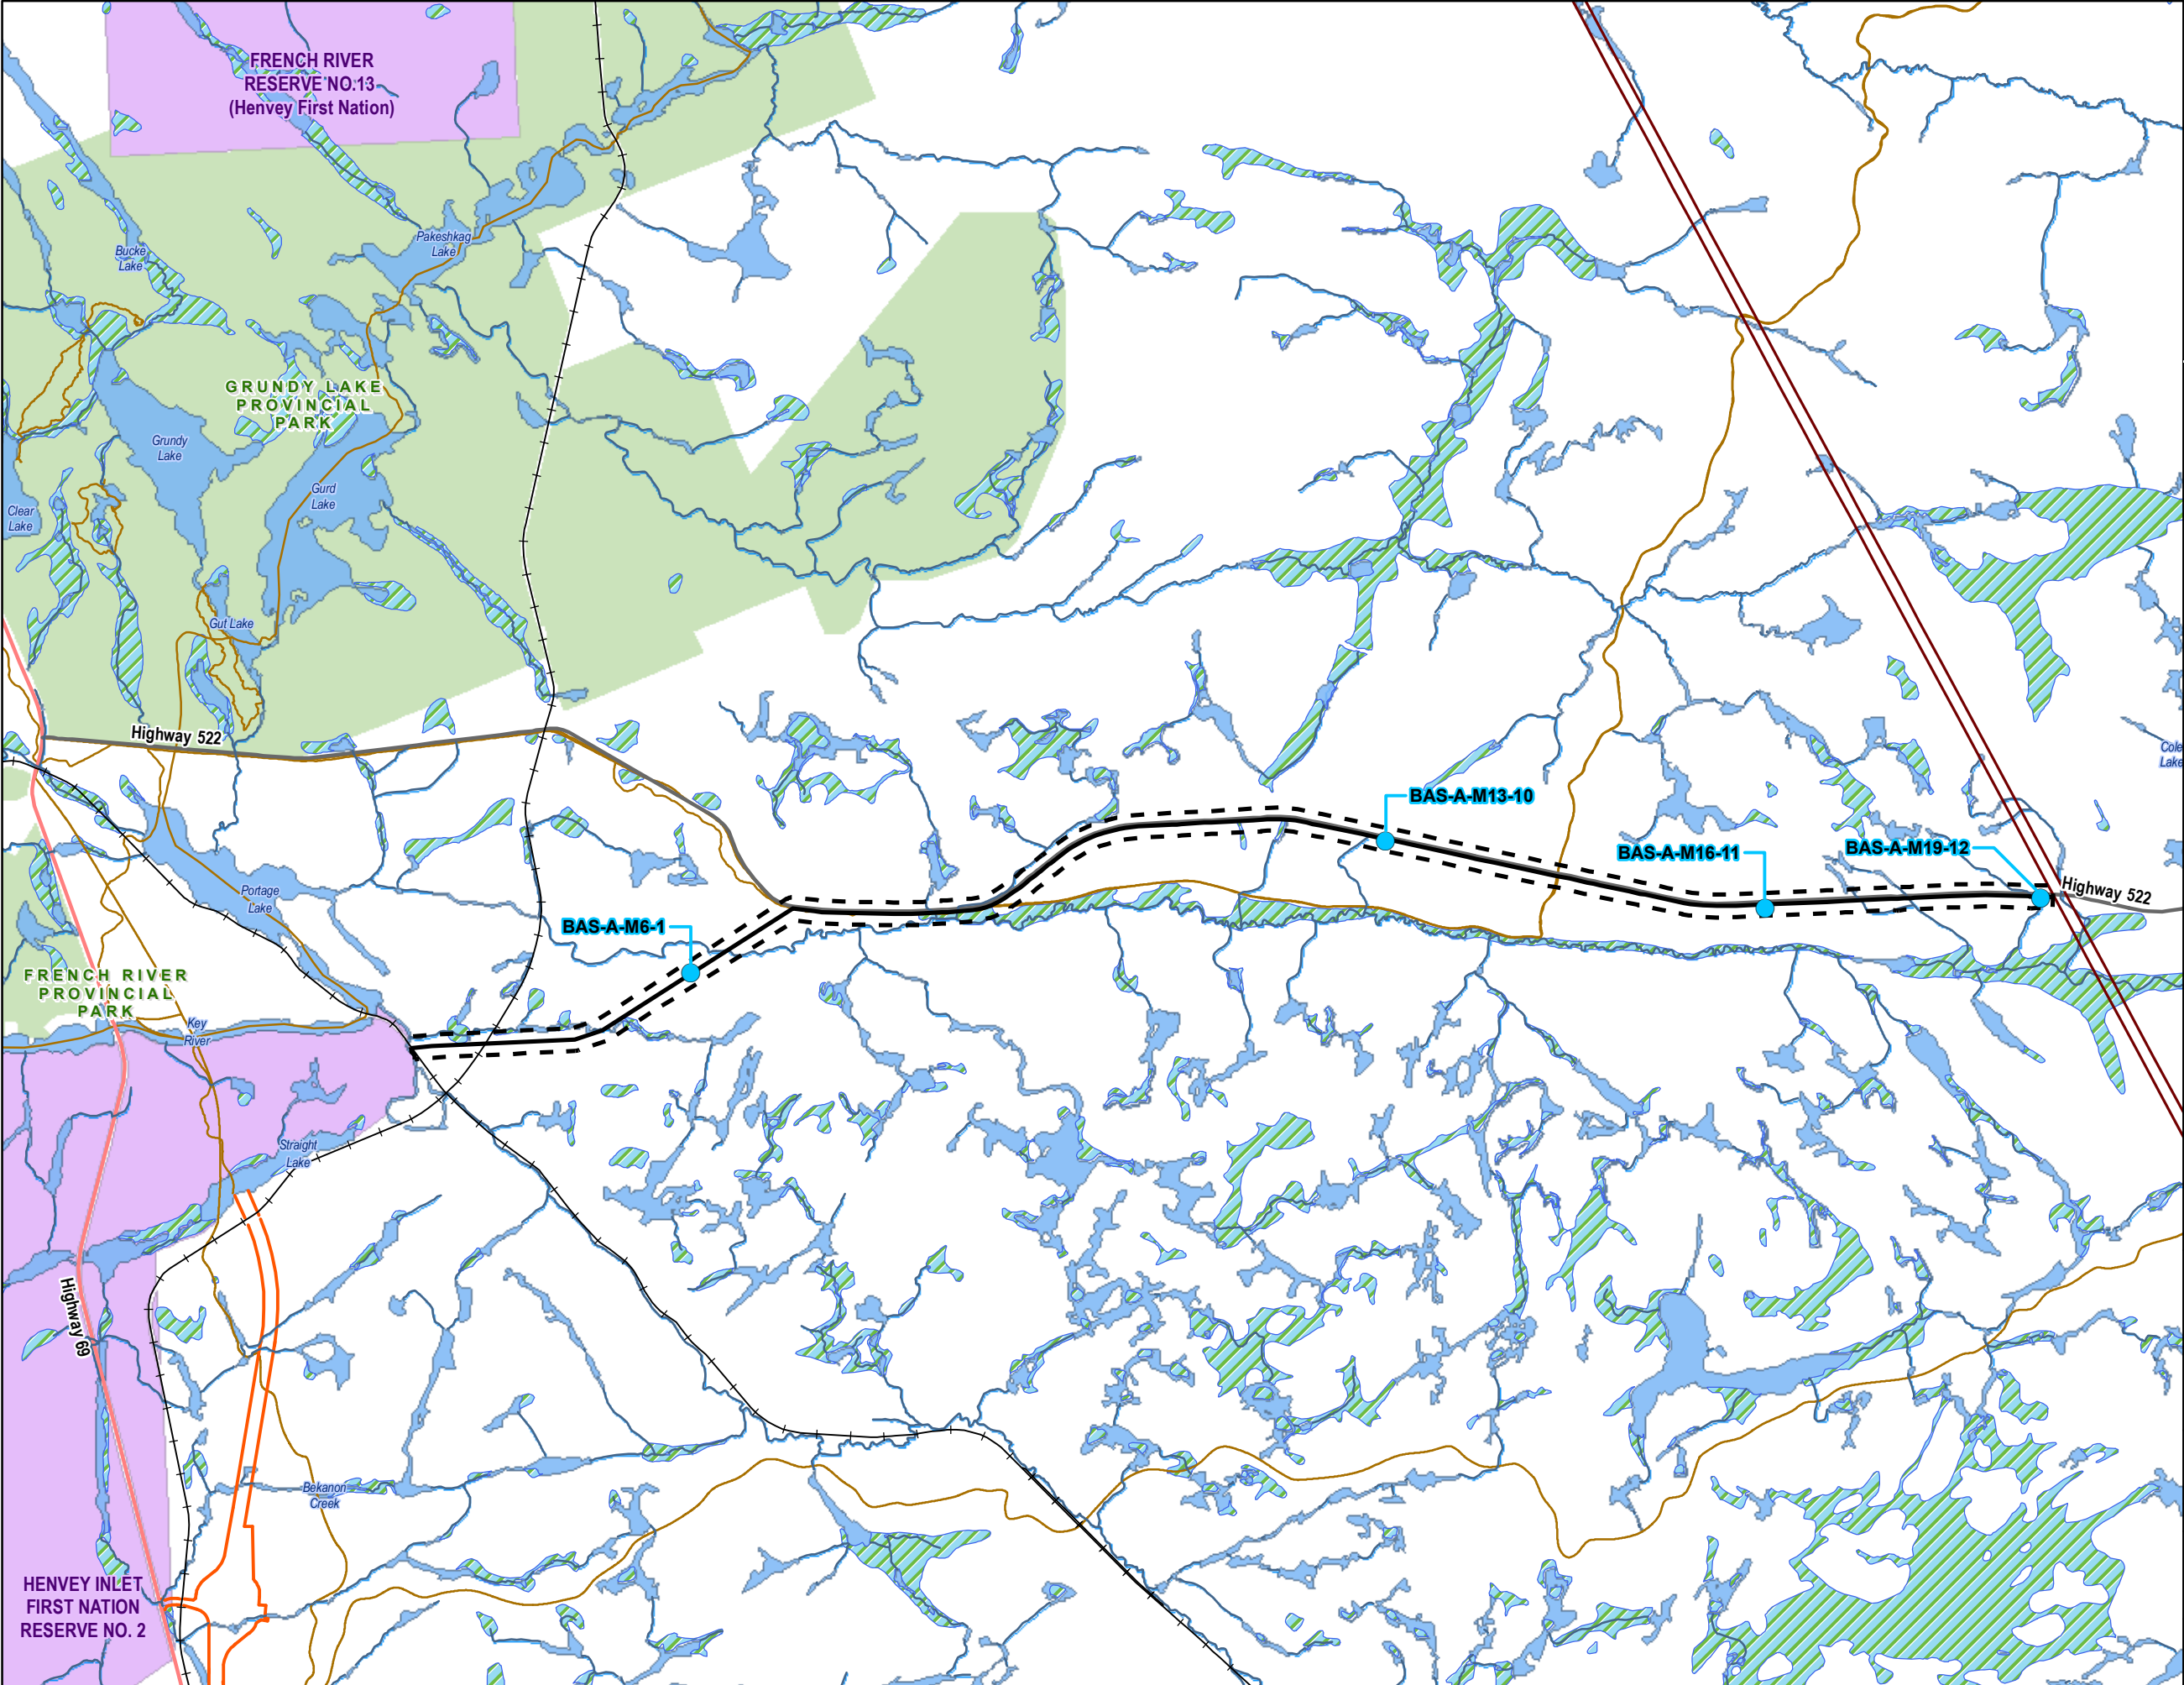 FRENCH RIVER
RESERVE NO.13
(Henvey First Nation)
Bucke
Lake
Pakeshkag
Lake
GRUNDY LAKE
PROVINCIAL
PARK
Grundy
Lake
Gurd
Lake
Clear
Lake
Gut Lake
Highway 522
Cole
Lake
BAS-A-M13-10
BAS-A-M16-11
BAS-A-M19-12
Highway 522
Portage
Lake
BAS-A-M6-1
FRENCH RIVER
PROVINCIAL
PARK
Key
River
Straight
Lake
Highway 69
Bekanon
Creek
HENVEY INLET
FIRST NATION
RESERVE NO. 2